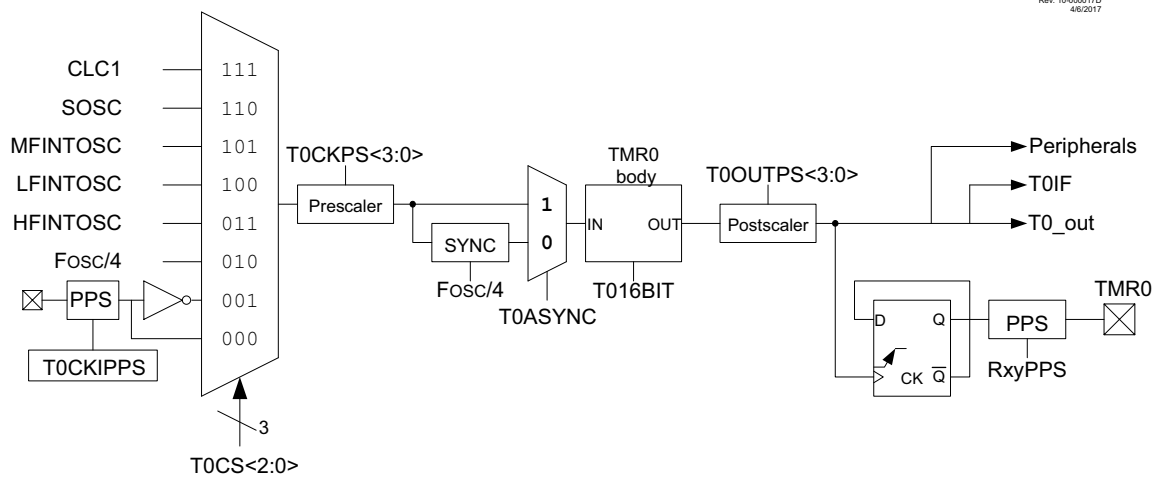 Rev. 10-000017D
4/6/2017
CLC1
SOSC
MFINTOSC
LFINTOSC
HFINTOSC
FOSC/4
PPS
T0CKIPPS
111
110
101
100
011
010
001
000
3
T0CS<2:0>
T0CKPS<3:0>
Prescaler
SYNC
FOSC/4
1
0
T0ASYNC
TMR0
body
IN
OUT
T016BIT
T0OUTPS<3:0>
Postscaler
Peripherals
T0IF
T0_out
D
Q
CK
Q
PPS
RxyPPS
TMR0